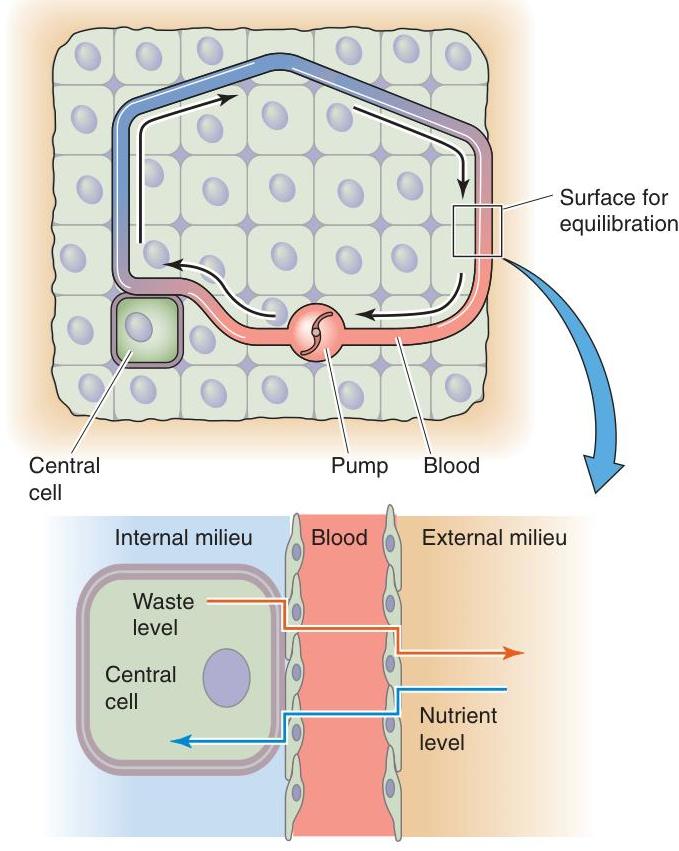 Surface for
equilibration
Central
cell
Pump
Blood
Internal milieu
Blood
External milieu
Waste
level
Central
cell
Nutrient
level